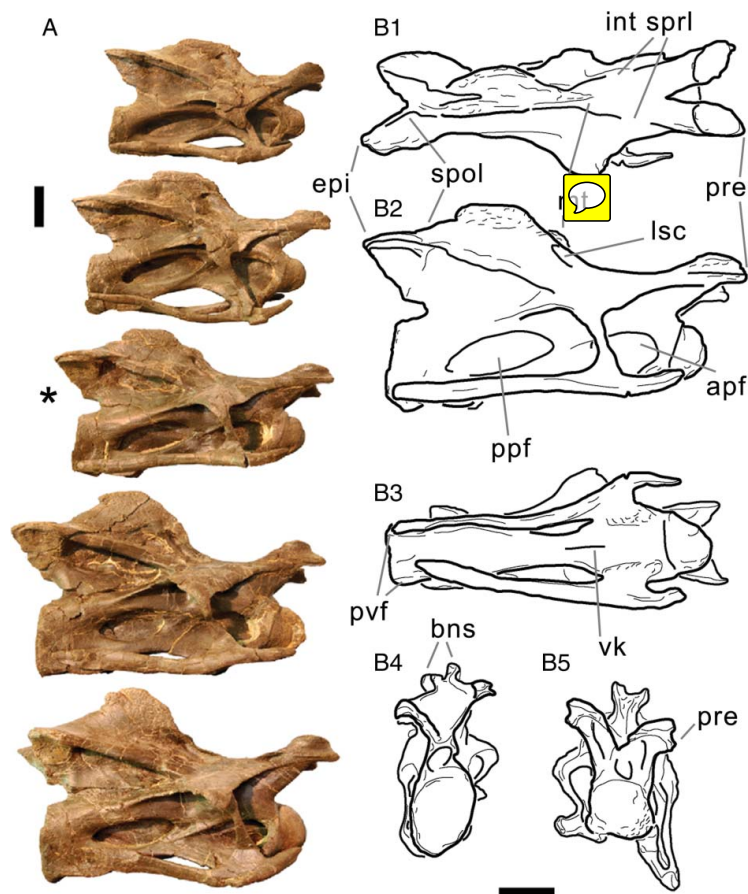 A
B1
int sprl
epi
spol
pre
B2
lsc
*
apf
ppf
B3
pvf
vk
bns
B4
B5
pre